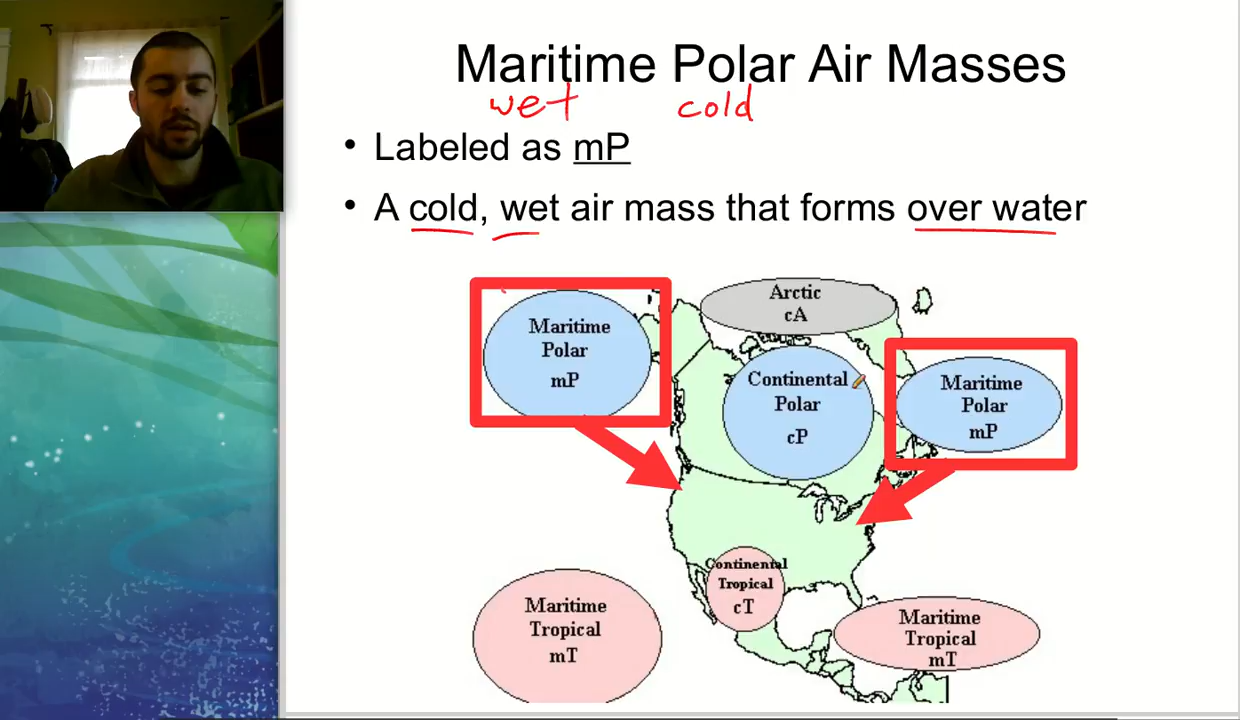 Maritime Polar Air Masses
wet cold
• Labeled as mP
• A cold, wet air mass that forms over water
Arctic
cA
Maritime
Polar
mP
Continental
Polar
cP
Maritime
Polar
mP
Continental
Tropical
cT
Maritime
Tropical
mT
Maritime
Tropical
mT